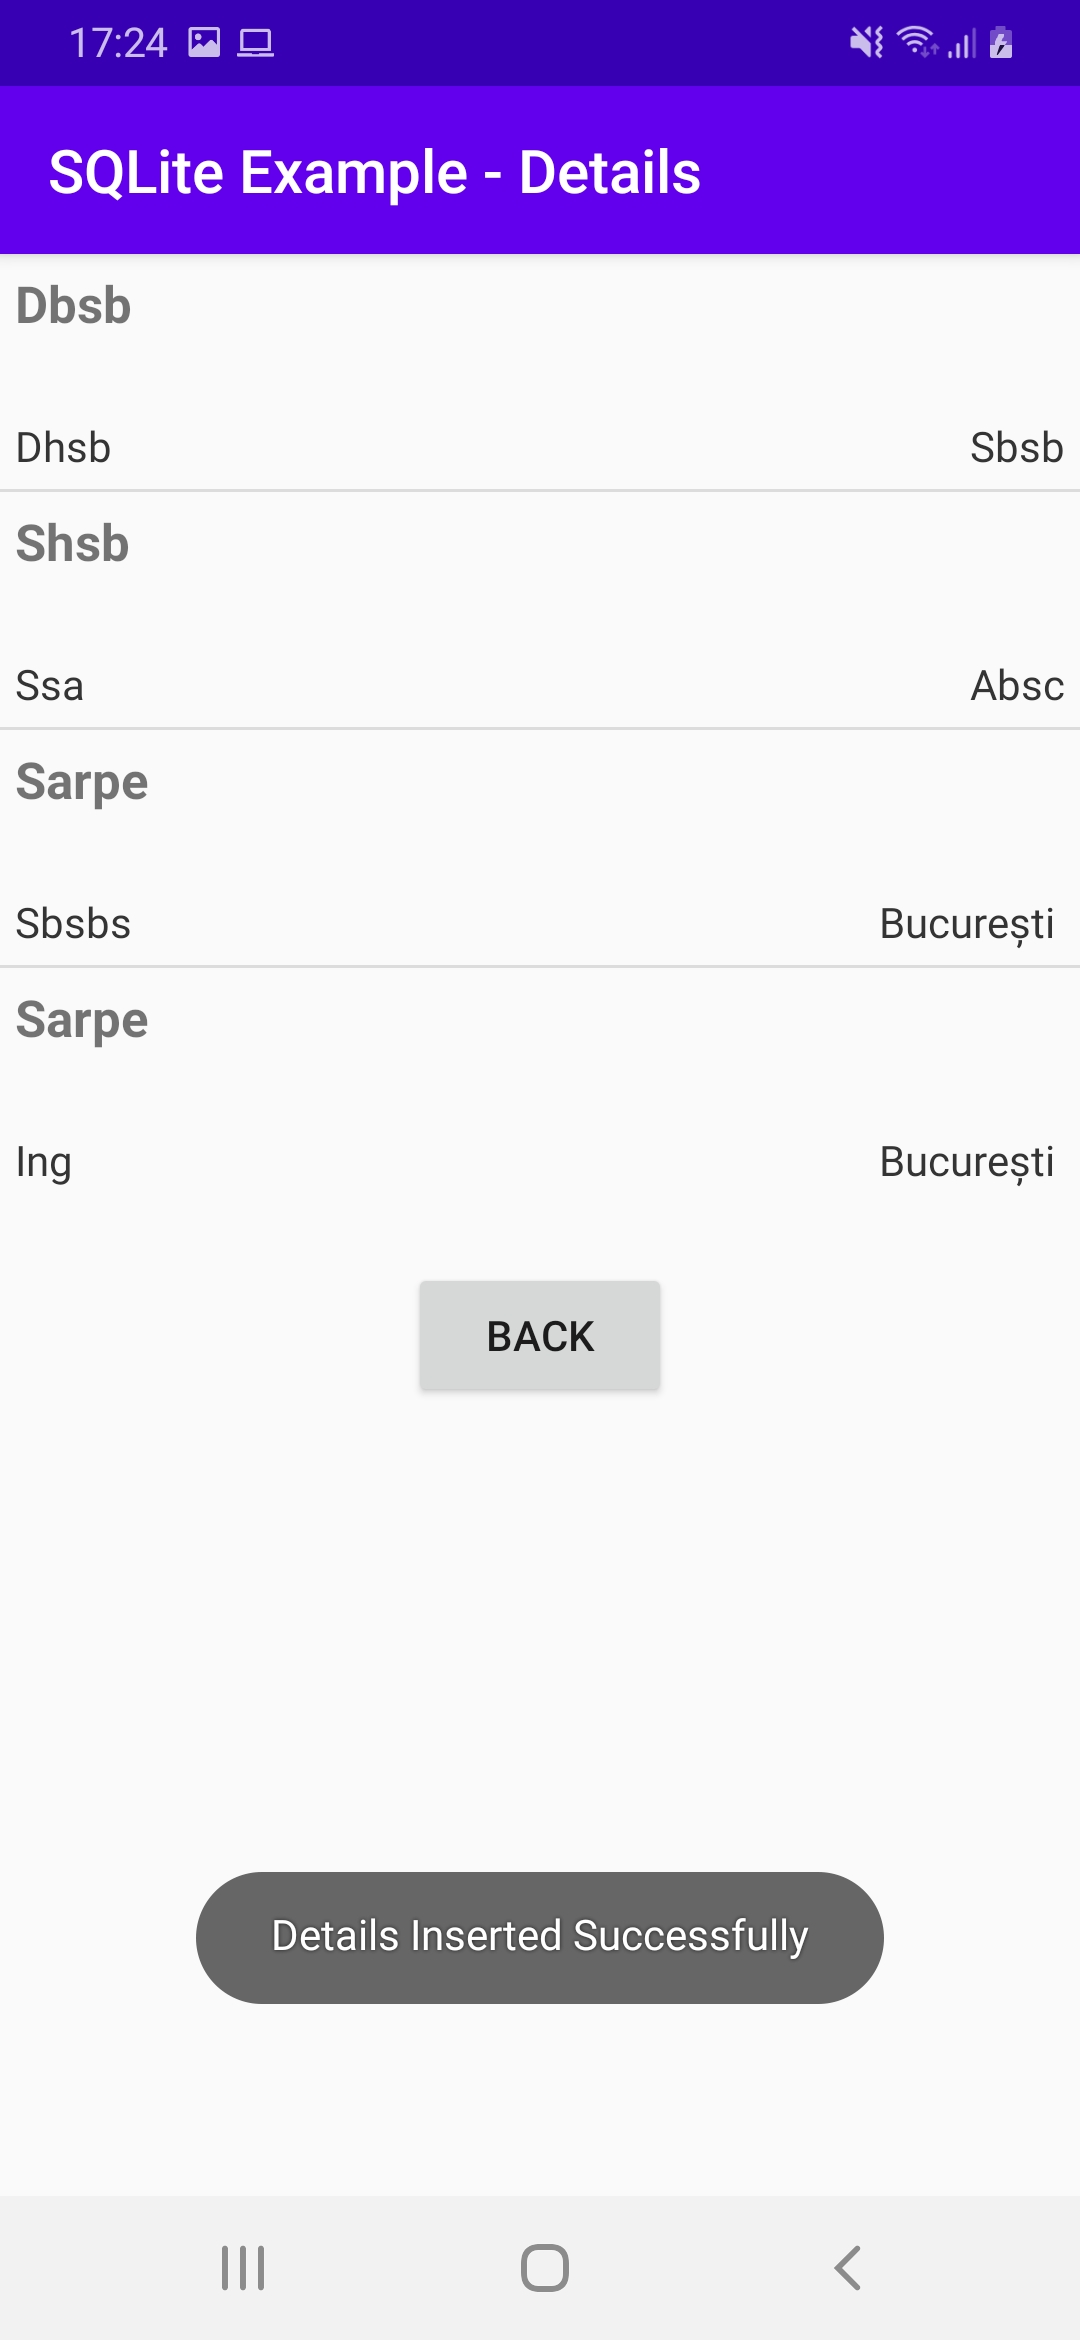 17:24
SQLite Example - Details
Dbsb
Dhsb Sbsb
Shsb
Ssa Absc
Sarpe
Sbsbs București
Sarpe
Ing București
BACK
Details Inserted Successfully